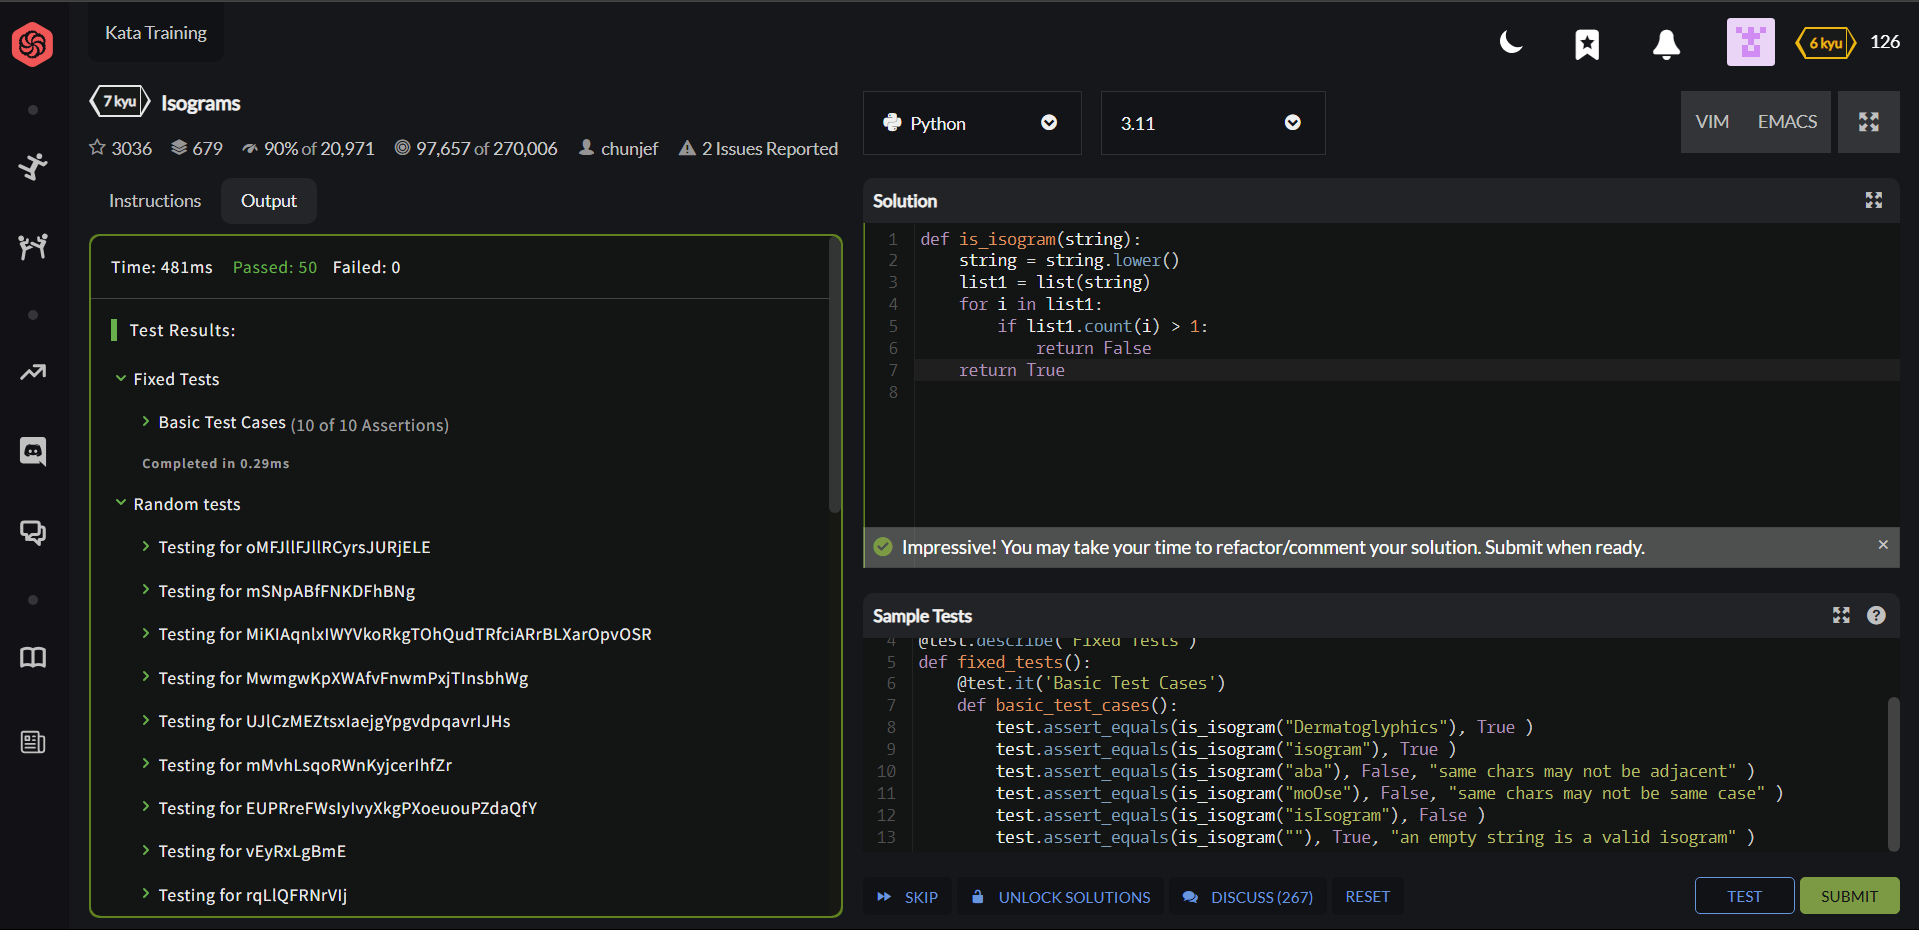 Kata Training
6 kyu 126
7 kyu Isograms
3036 679 90% of 20,971 97,657 of 270,006 chunjef 2 Issues Reported
Python
3.11
VIM EMACS
Instructions Output
Time: 481ms Passed: 50 Failed: 0
Test Results:
Fixed Tests
Basic Test Cases (10 of 10 Assertions)
Completed in 0.29ms
Random tests
Testing for oMFJllFJllRCyrsJURjELE
Testing for mSNpABfFNKDFhBNg
Testing for MiKIAqnlxIWYVkoRkgTOhQudTRfciARrBLXarOpvOSR
Testing for MwmgwKpXWAfvFnwmPxjTInsbhWg
Testing for UJlCzMEZtsxIaejgYpgvdpqavrIJHs
Testing for mMvhLsqoRWnKyjcerIhfZr
Testing for EUPRreFWsIyIvyXkgPXoeuouPZdaQfY
Testing for vEyRxLgBmE
Testing for rqLlQFRNrVIj
Solution
1 def is_isogram(string):
2     string = string.lower()
3     list1 = list(string)
4     for i in list1:
5         if list1.count(i) > 1:
6             return False
7     return True
8
Impressive! You may take your time to refactor/comment your solution. Submit when ready.
Sample Tests
4 @test.describe('Fixed Tests')
5 def fixed_tests():
6     @test.it('Basic Test Cases')
7     def basic_test_cases():
8         test.assert_equals(is_isogram("Dermatoglyphics"), True )
9         test.assert_equals(is_isogram("isogram"), True )
10         test.assert_equals(is_isogram("aba"), False, "same chars may not be adjacent" )
11         test.assert_equals(is_isogram("moOse"), False, "same chars may not be same case" )
12         test.assert_equals(is_isogram("isIsogram"), False )
13         test.assert_equals(is_isogram(""), True, "an empty string is a valid isogram" )
SKIP UNLOCK SOLUTIONS DISCUSS (267) RESET
TEST SUBMIT